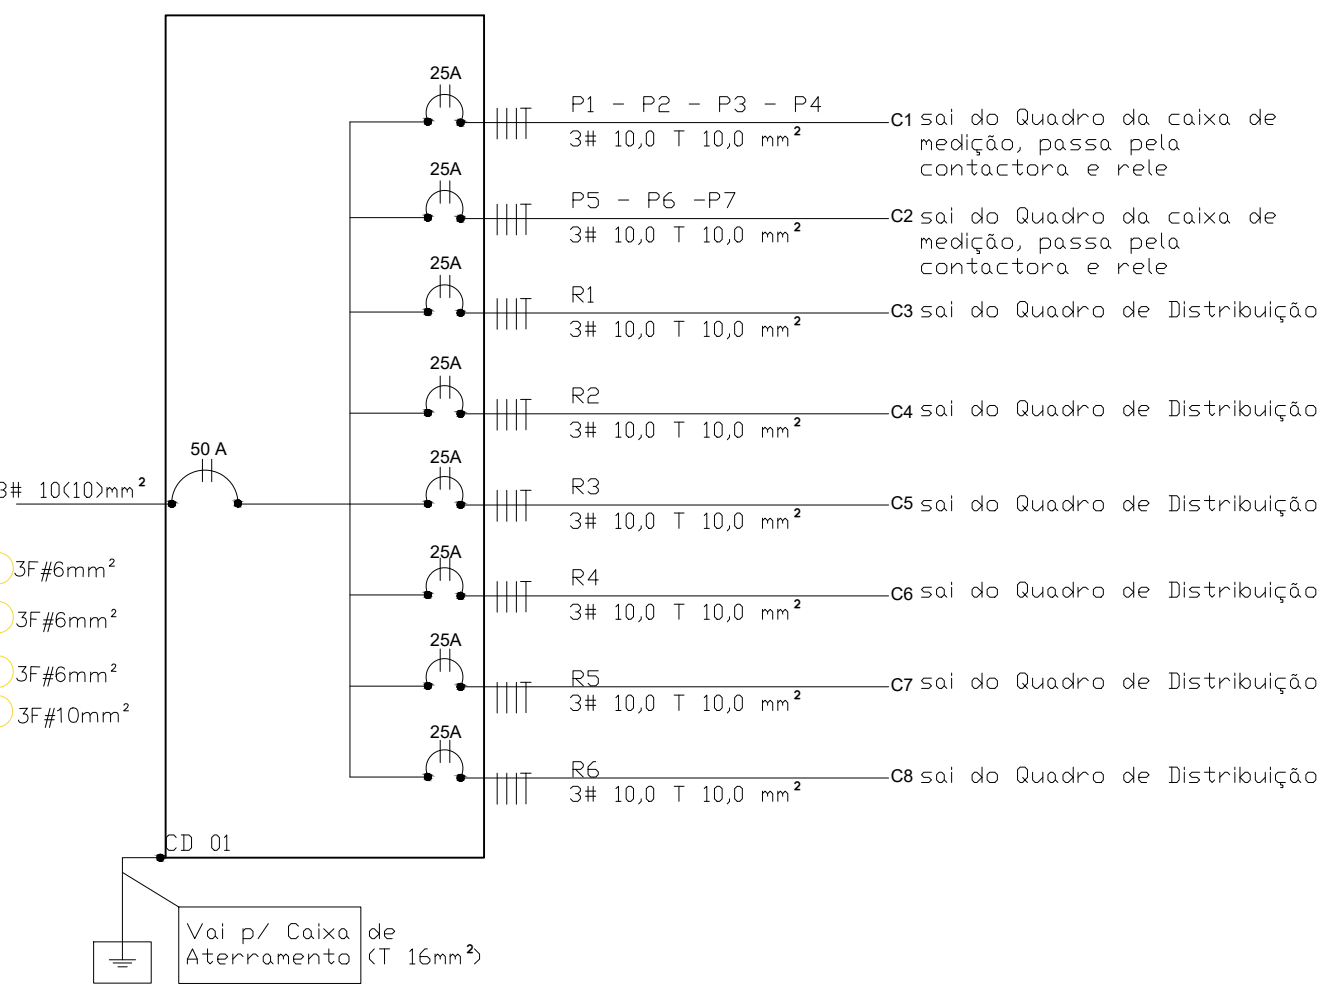 25A
P1 - P2 - P3 - P4
3# 10,0 T 10,0 mm²
C1 sai do Quadro da caixa de
medição, passa pela
contactora e rele
25A
P5 - P6 -P7
3# 10,0 T 10,0 mm²
C2 sai do Quadro da caixa de
medição, passa pela
contactora e rele
25A
R1
3# 10,0 T 10,0 mm²
C3 sai do Quadro de Distribuição
25A
R2
3# 10,0 T 10,0 mm²
C4 sai do Quadro de Distribuição
50 A
3# 10(10)mm²
25A
R3
3# 10,0 T 10,0 mm²
C5 sai do Quadro de Distribuição
25A
R4
3# 10,0 T 10,0 mm²
C6 sai do Quadro de Distribuição
25A
R5
3# 10,0 T 10,0 mm²
C7 sai do Quadro de Distribuição
25A
R6
3# 10,0 T 10,0 mm²
C8 sai do Quadro de Distribuição
3F#6mm²
3F#6mm²
3F#6mm²
3F#10mm²
CD 01
Vai p/ Caixa de
Aterramento (T 16mm²)